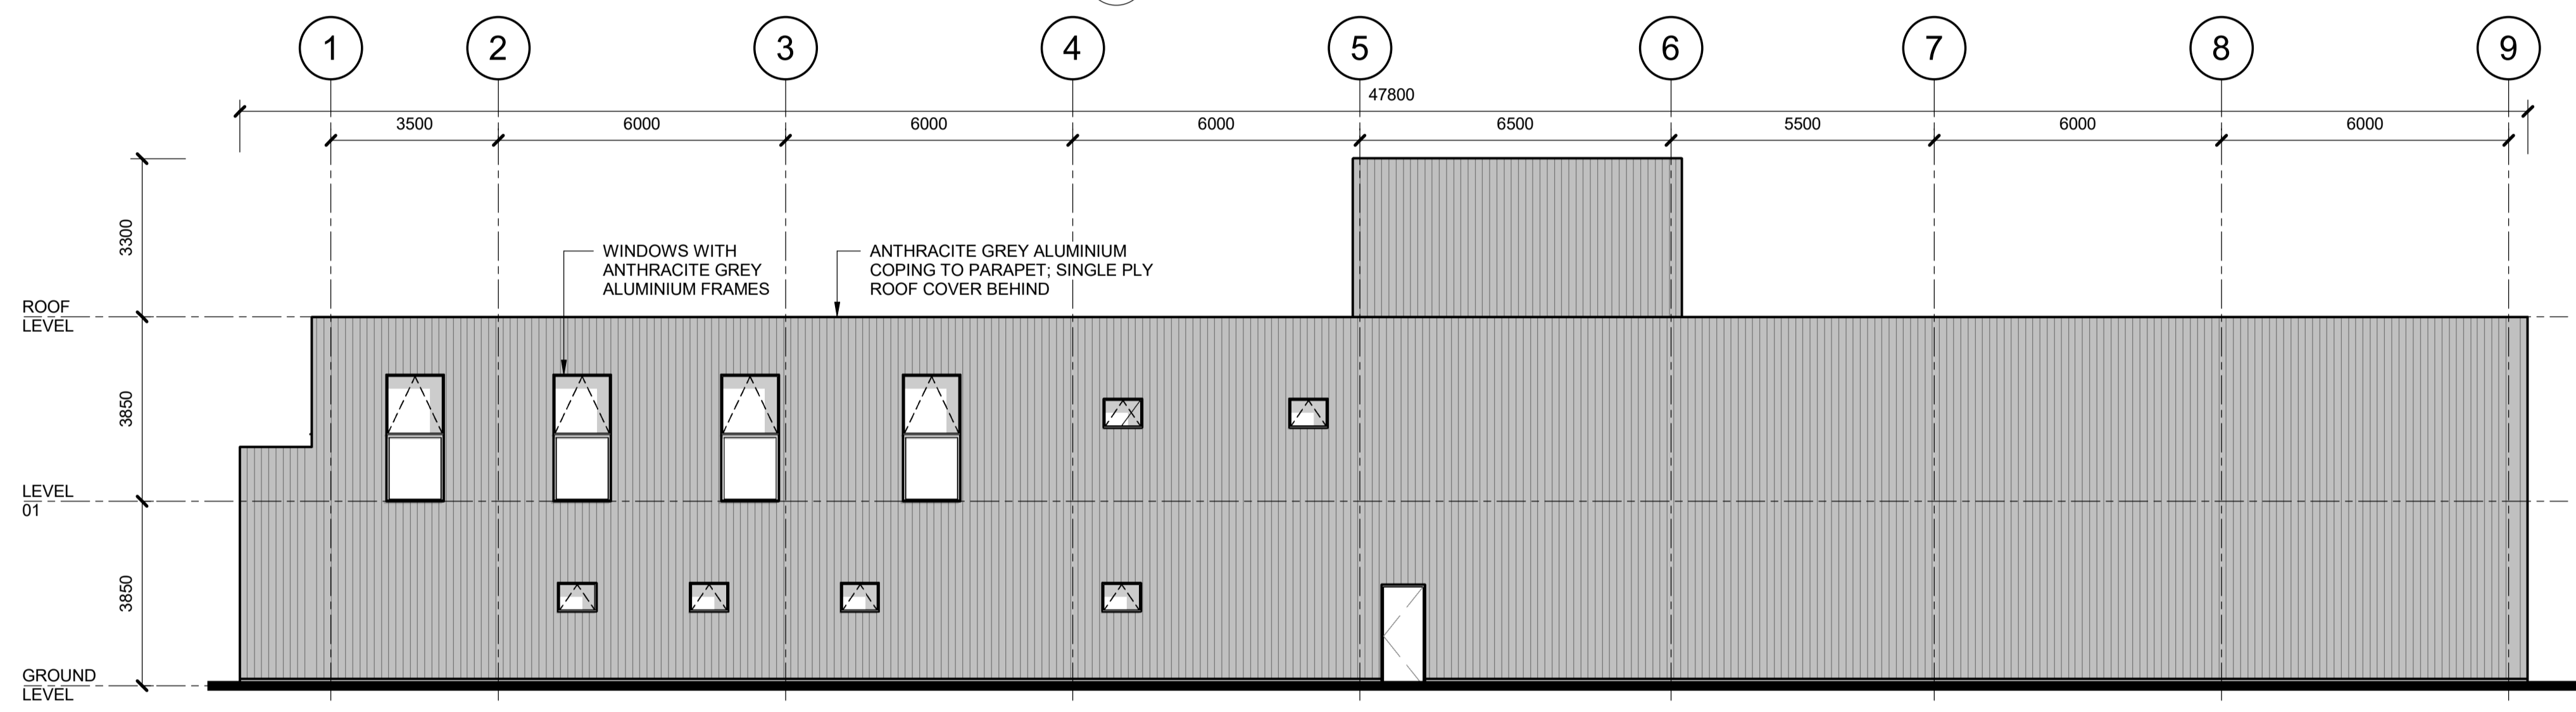 1 2 3 4 5 6 7 8 9
47800
3500 6000 6000 6000 6500 5500 6000 6000
3300
WINDOWS WITH
ANTHRACITE GREY
ALUMINIUM FRAMES
ANTHRACITE GREY ALUMINIUM
COPING TO PARAPET; SINGLE PLY
ROOF COVER BEHIND
ROOF
LEVEL
3850
LEVEL
01
3850
GROUND
LEVEL